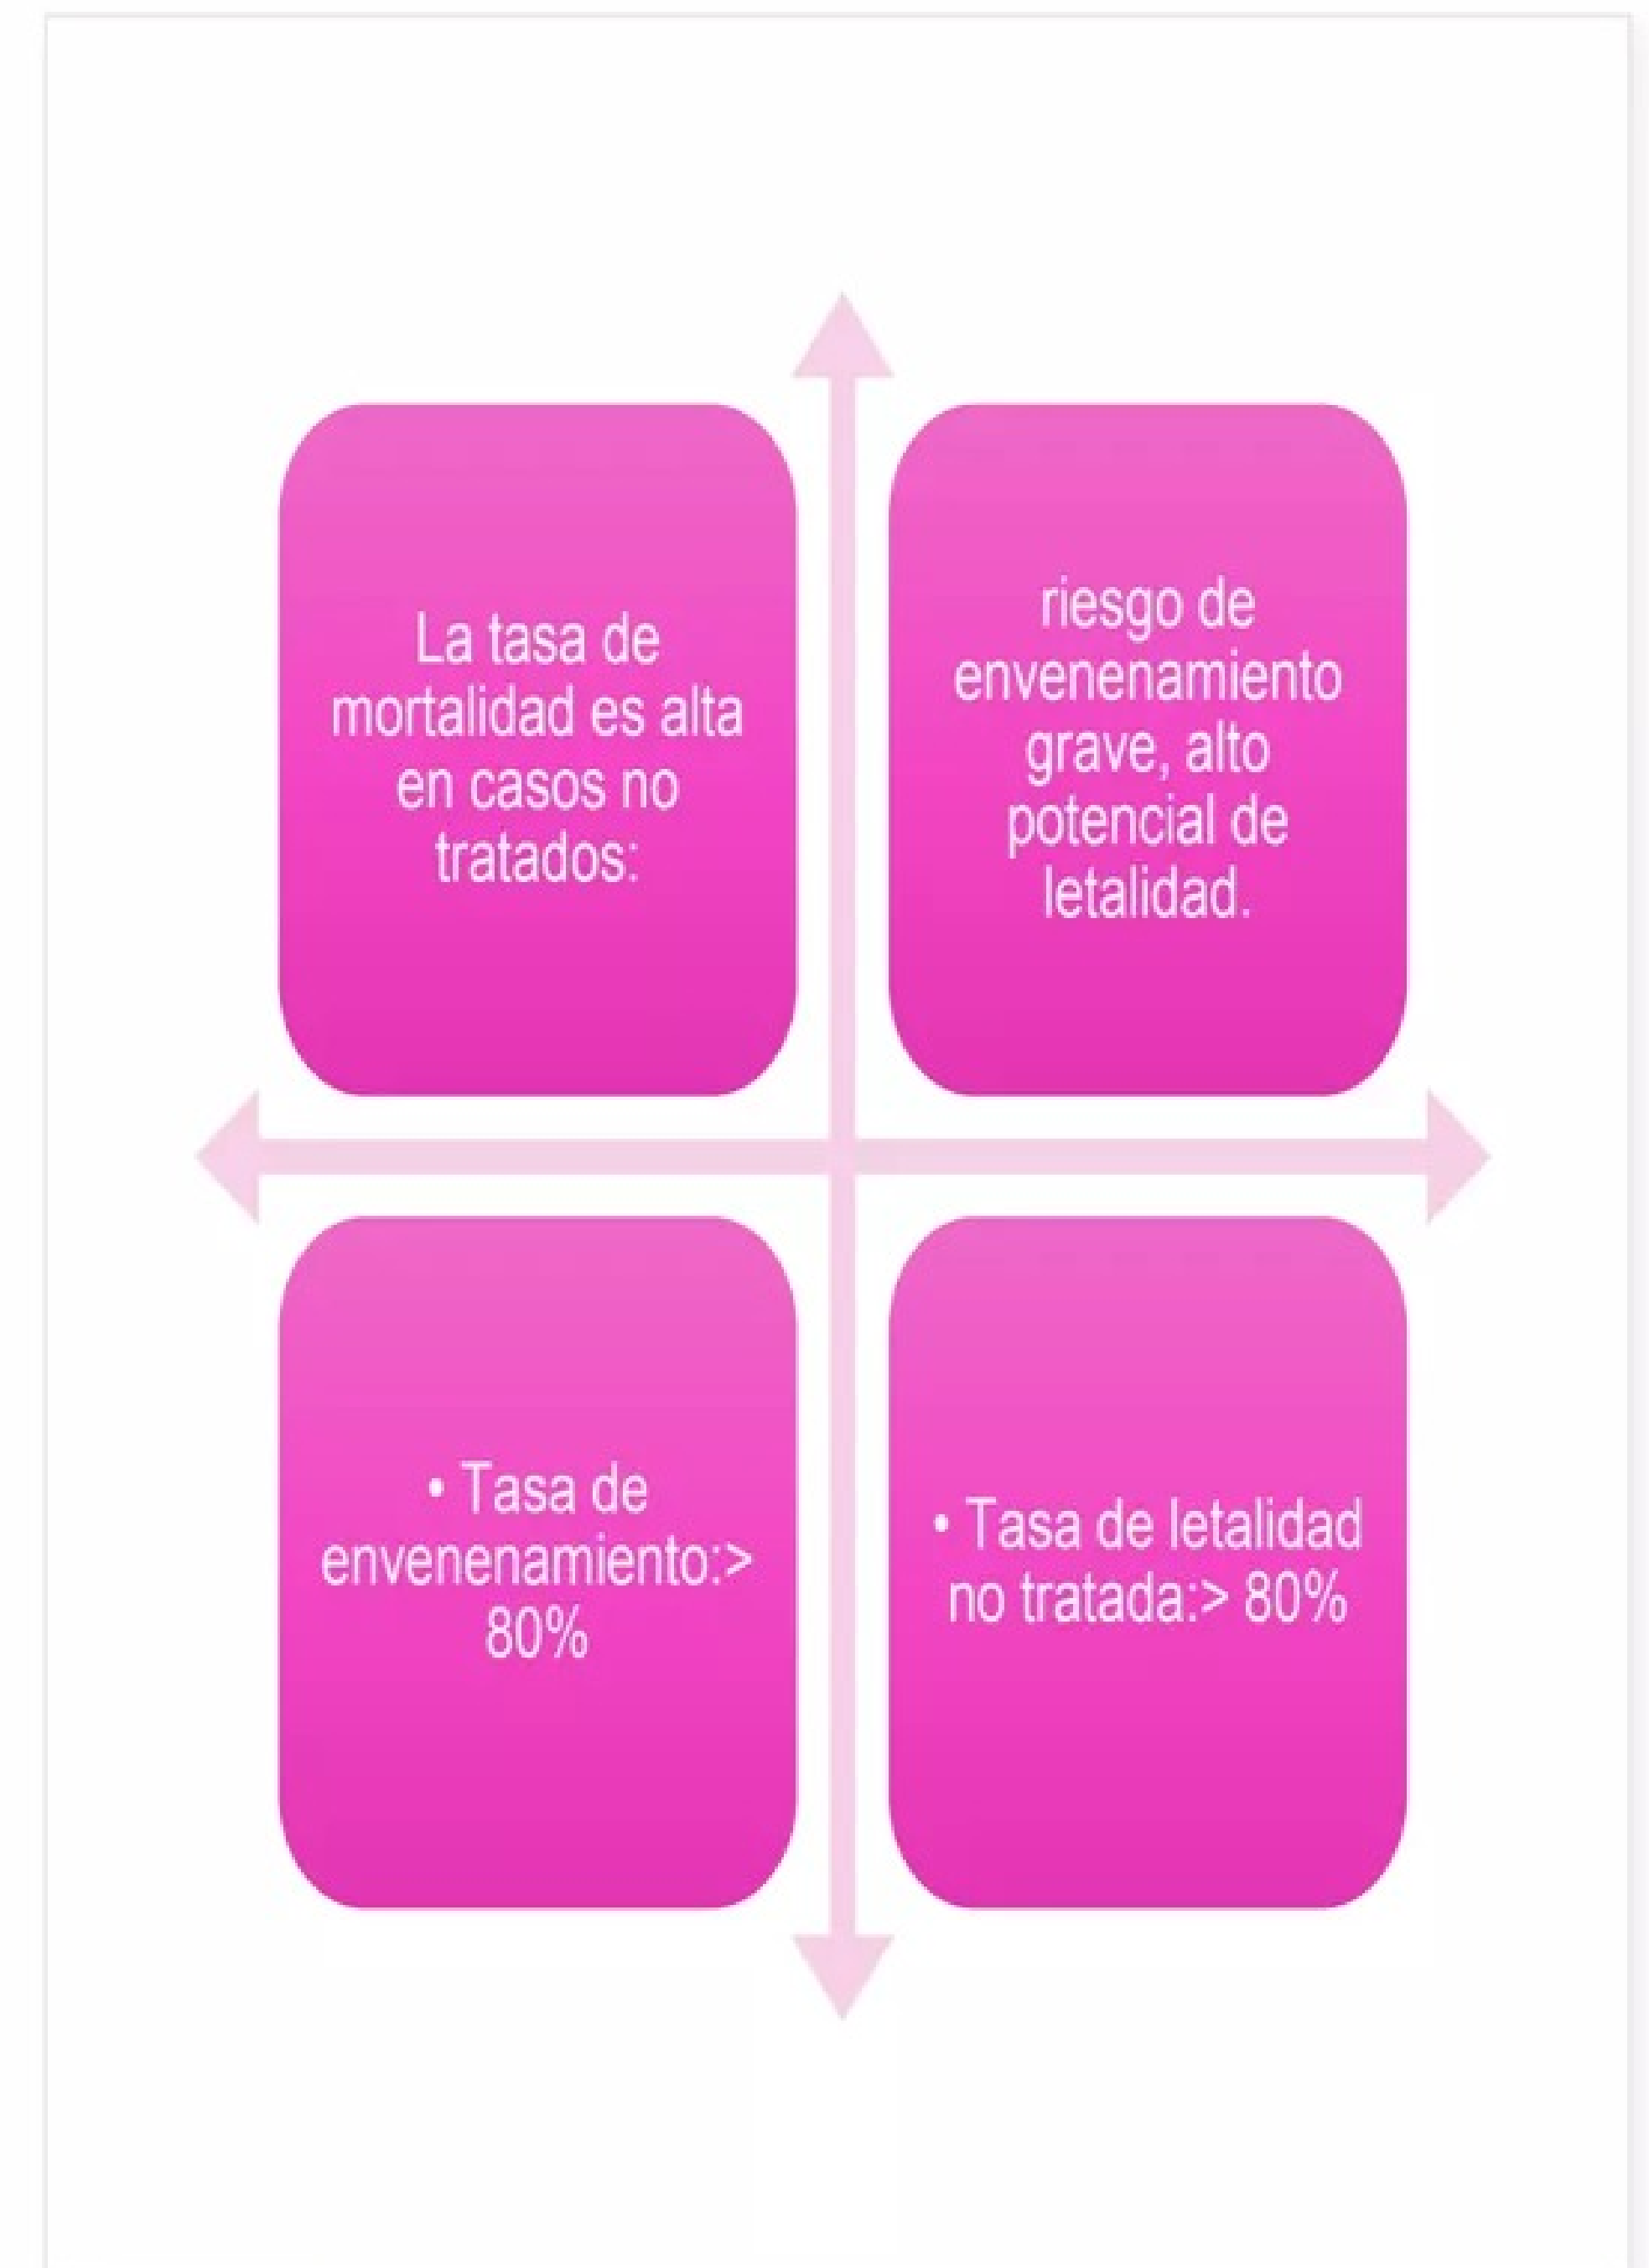 La tasa de
mortalidad es alta
en casos no
tratados:
riesgo de
envenenamiento
grave, alto
potencial de
letalidad.
• Tasa de
envenenamiento:>
80%
• Tasa de letalidad
no tratada:> 80%